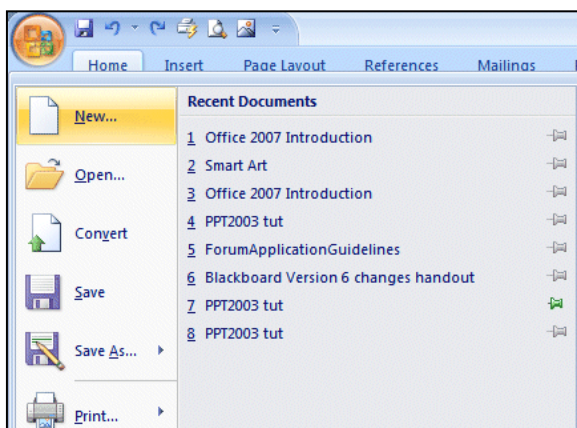 Home Insert Page Layout References Mailings
New...
Open...
Convert
Save
Save As...
Print...
Recent Documents
1 Office 2007 Introduction
2 Smart Art
3 Office 2007 Introduction
4 PPT2003 tut
5 ForumApplicationGuidelines
6 Blackboard Version 6 changes handout
7 PPT2003 tut
8 PPT2003 tut